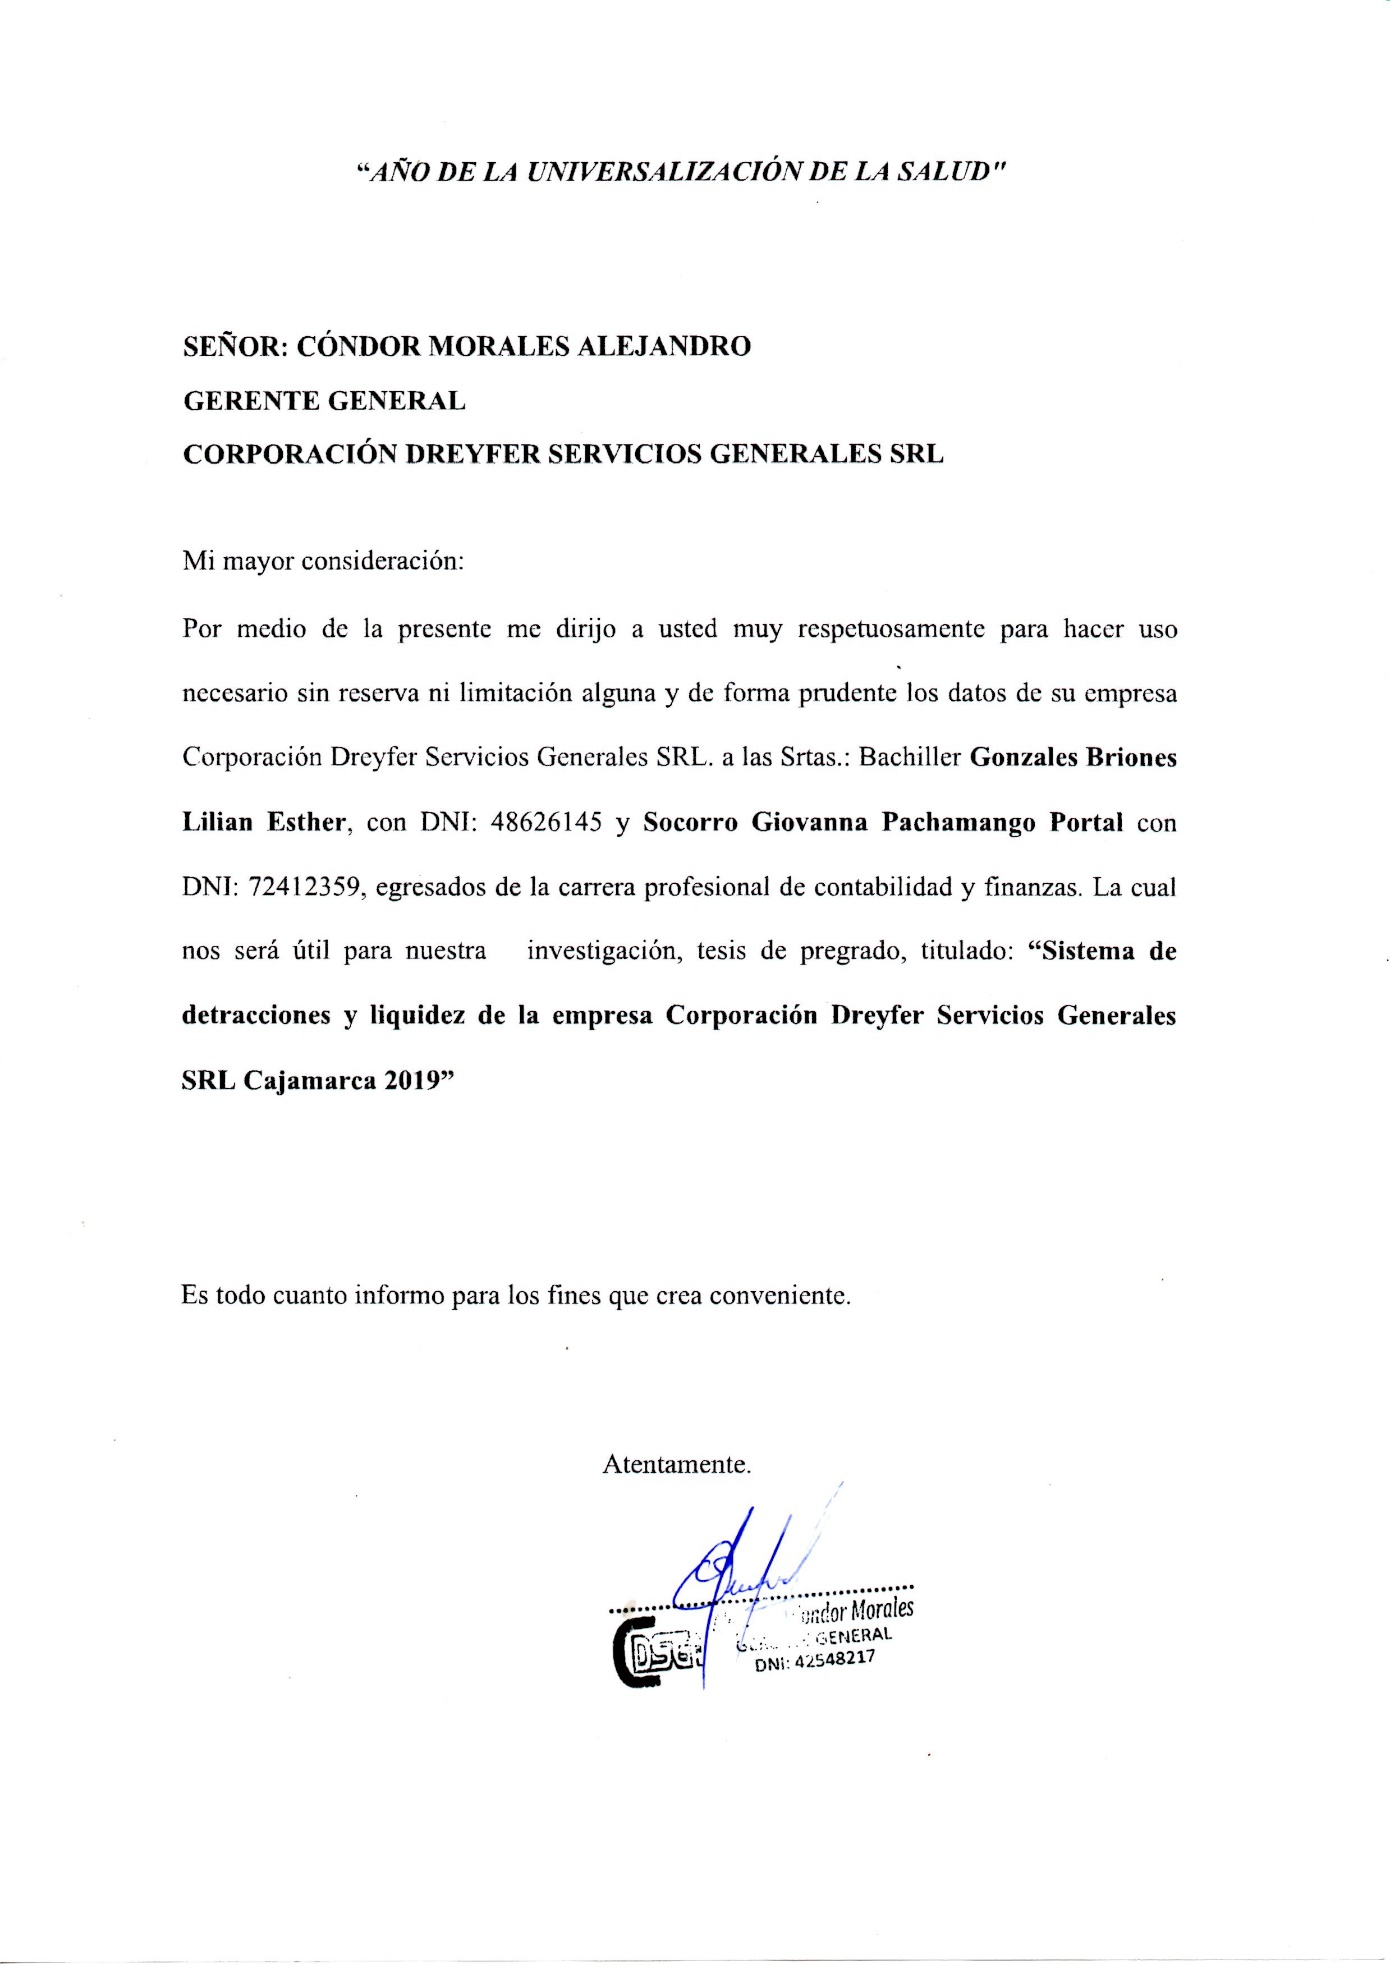 “AÑO DE LA UNIVERSALIZACIÓN DE LA SALUD"
SEÑOR: CÓNDOR MORALES ALEJANDRO
GERENTE GENERAL
CORPORACIÓN DREYFER SERVICIOS GENERALES SRL
Mi mayor consideración:
Por medio de la presente me dirijo a usted muy respetuosamente para hacer uso
necesario sin reserva ni limitación alguna y de forma prudente los datos de su empresa
Corporación Dreyfer Servicios Generales SRL. a las Srtas.: Bachiller Gonzales Briones
Lilian Esther, con DNI: 48626145 y Socorro Giovanna Pachamango Portal con
DNI: 72412359, egresados de la carrera profesional de contabilidad y finanzas. La cual
nos será útil para nuestra investigación, tesis de pregrado, titulado: “Sistema de
detracciones y liquidez de la empresa Corporación Dreyfer Servicios Generales
SRL Cajamarca 2019”
Es todo cuanto informo para los fines que crea conveniente.
Atentamente.
Morales
GENERAL
DNI: 42548217